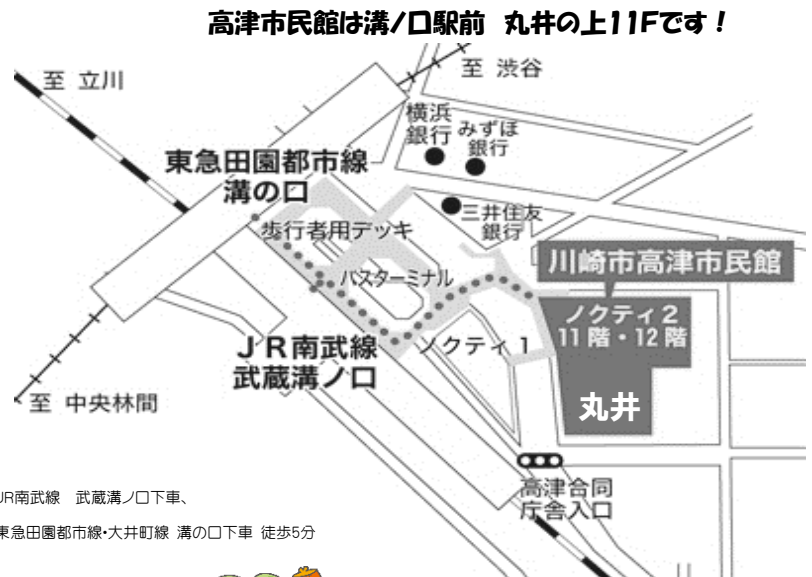 高津市民館は溝ノ口駅前 丸井の上11Fです！
至 立川
至 渋谷
横浜
銀行
みずほ
銀行
東急田園都市線
溝の口
三井住友
銀行
歩行者用デッキ
バスターミナル
川崎市高津市民館
ノクティ2
11階・12階
ノクティ1
JR南武線
武蔵溝ノ口
丸井
至 中央林間
高津合同
庁舎入口
JR南武線 武蔵溝ノ口下車、
東急田園都市線・大井町線 溝の口下車 徒歩5分